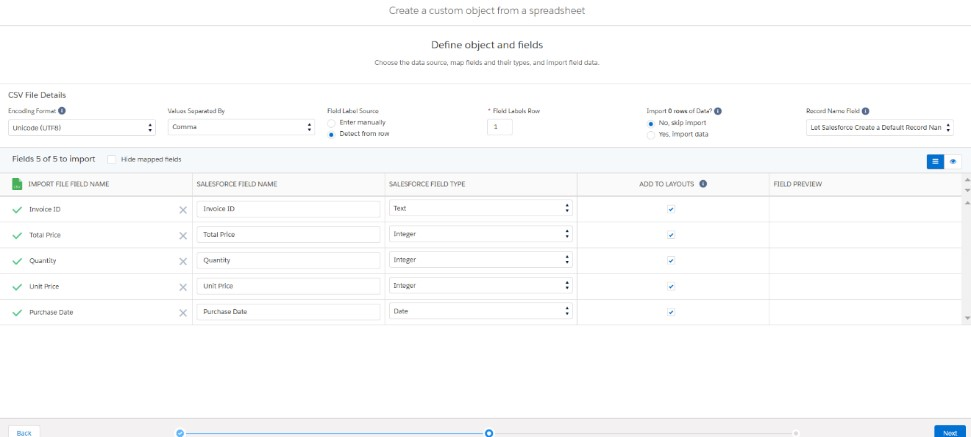 Create a custom object from a spreadsheet
Define object and fields
Choose the data source, map fields and their types, and import field data.
CSV File Details
Encoding Format Values Separated By Field Label Source * Field Labels Row Import 0 rows of Data? Record Name Field
Unicode (UTF8) Comma Enter manually 1 No, skip import Let Salesforce Create a Default Record Nan
Detect from row Yes, import data
Fields 5 of 5 to import Hide mapped fields
IMPORT FILE FIELD NAME SALESFORCE FIELD NAME SALESFORCE FIELD TYPE ADD TO LAYOUTS FIELD PREVIEW
Invoice ID Invoice ID Text
Total Price Total Price Integer
Quantity Quantity Integer
Unit Price Unit Price Integer
Purchase Date Purchase Date Date
Back Next